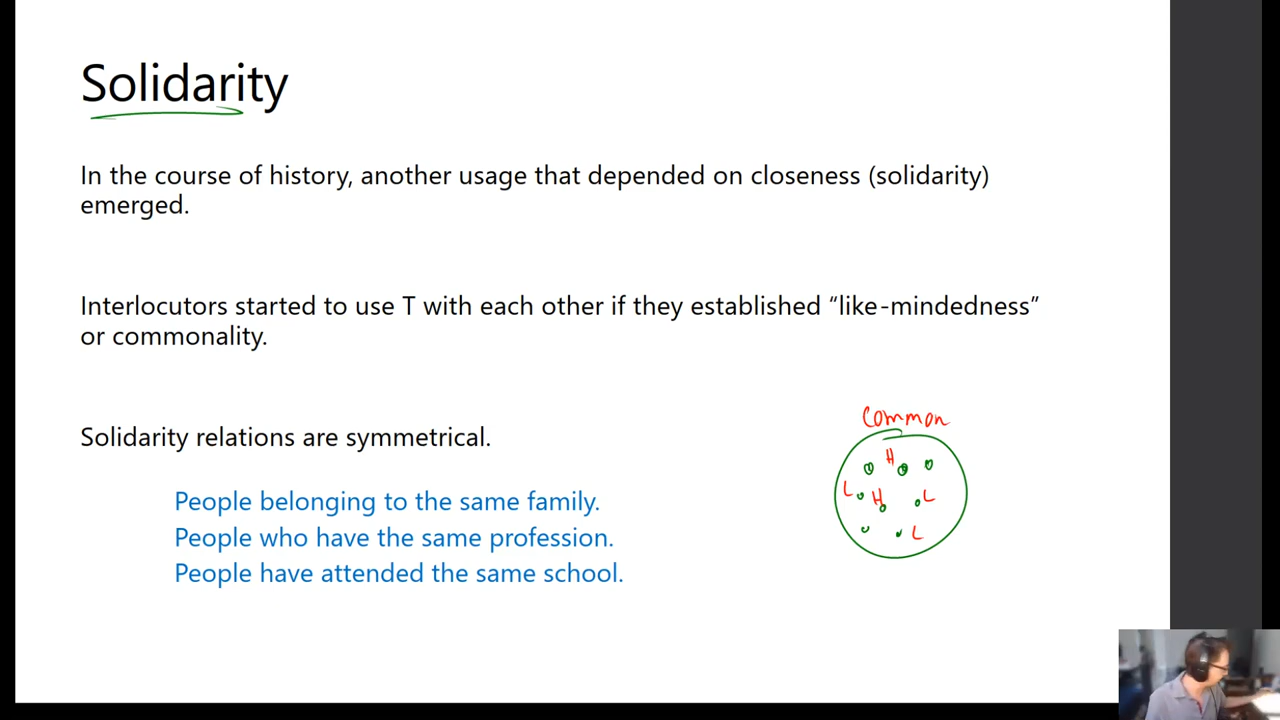 Solidarity
In the course of history, another usage that depended on closeness (solidarity)
emerged.
Interlocutors started to use T with each other if they established “like-mindedness”
or commonality.
Solidarity relations are symmetrical.
People belonging to the same family.
People who have the same profession.
People have attended the same school.
Common
H
L H L
L